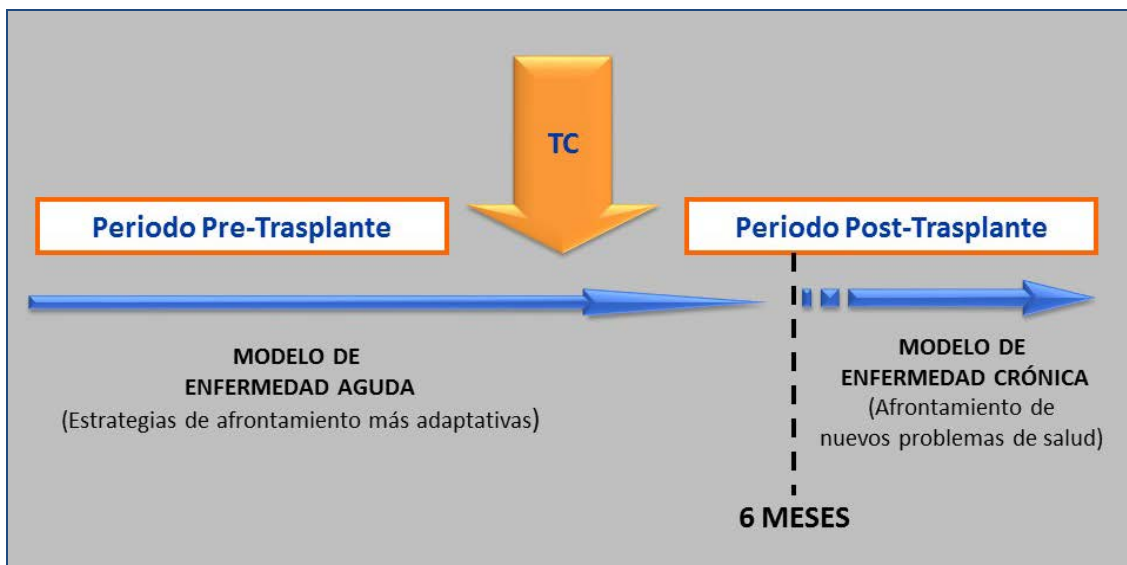 TC
Periodo Pre-Trasplante
Periodo Post-Trasplante
MODELO DE
ENFERMEDAD AGUDA
(Estrategias de afrontamiento más adaptativas)
MODELO DE
ENFERMEDAD CRÓNICA
(Afrontamiento de
nuevos problemas de salud)
6 MESES